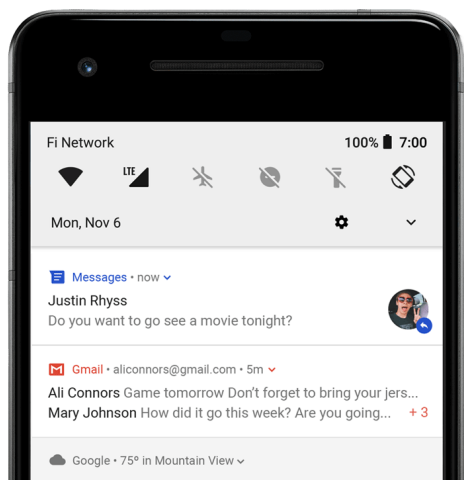 Fi Network 100% 7:00
LTE
Mon, Nov 6
Messages • now
Justin Rhyss
Do you want to go see a movie tonight?
Gmail • aliconnors@gmail.com • 5m
Ali Connors Game tomorrow Don't forget to bring your jers...
Mary Johnson How did it go this week? Are you going... + 3
Google • 75º in Mountain View